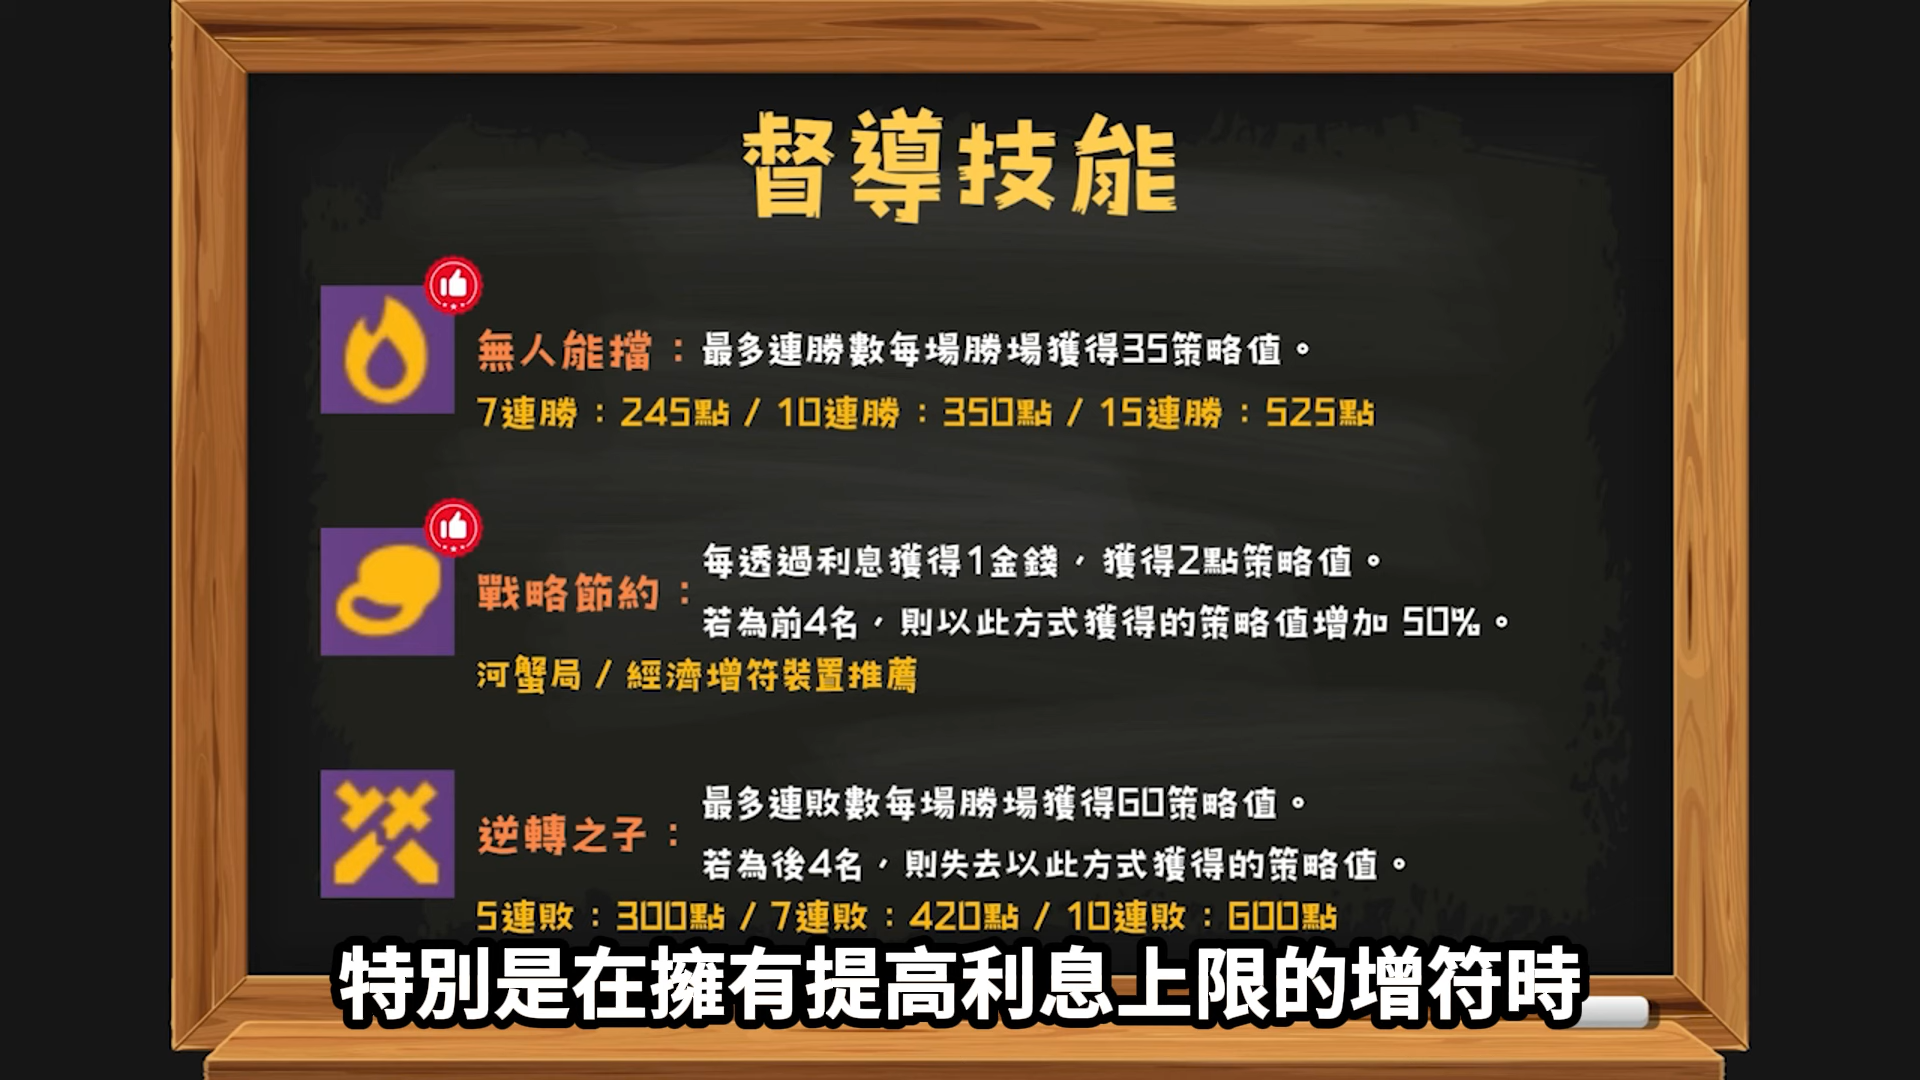 督導技能
無人能擋：最多連勝數每場勝場獲得35策略值。
7連勝：245點 / 10連勝：350點 / 15連勝：525點
戰略節約：
每透過利息獲得1金錢，獲得2點策略值。
若為前4名，則以此方式獲得的策略值增加 50%。
河蟹局 / 經濟增符裝置推薦
逆轉之子：
最多連敗數每場勝場獲得60策略值。
若為後4名，則失去以此方式獲得的策略值。
5連敗：300點 / 7連敗：420點 / 10連敗：600點
特別是在擁有提高利息上限的增符時